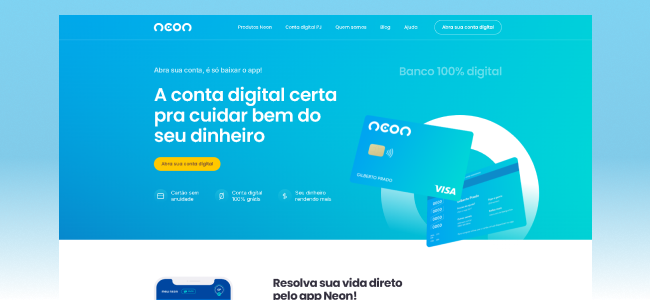 neon
Produtos Neon
Conta digital PJ
Quem somos
Blog
Ajuda
Abra sua conta digital
Abra sua conta, é só baixar o app!
Banco 100% digital
A conta digital certa
pra cuidar bem do
seu dinheiro
Abra sua conta digital
Cartão sem
anuidade
Conta digital
100% grátis
Seu dinheiro
rendendo mais
neon
GILBERTO PRADO
VISA
Resolva sua vida direto
pelo app Neon!